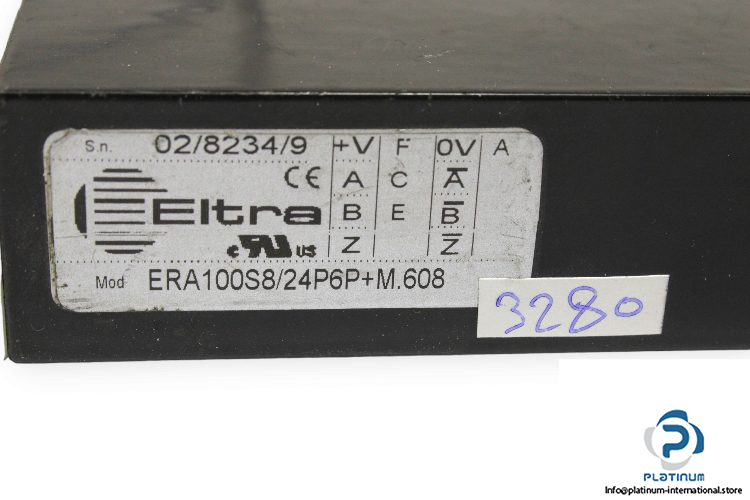 S.n. 02/8234/9 +V F 0V A
CE A C A̅
Eltra B E B̅
c UL US Z Z̅
Mod ERA100S8/24P6P+M.608
3280
PLATINUM
Info@platinum-international.store